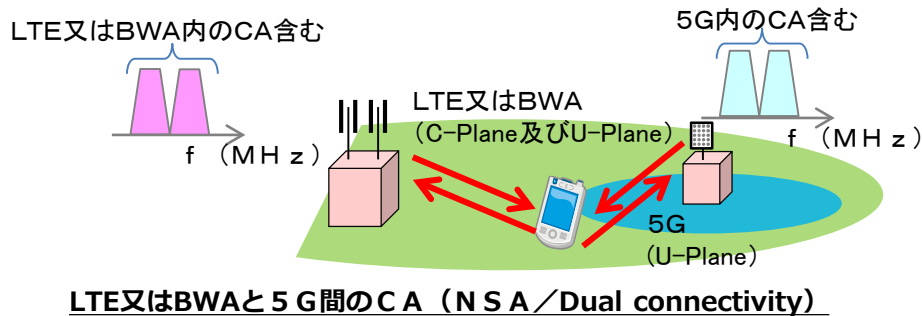 LTE又はBWA内のCA含む
5G内のCA含む
f （MHz）
LTE又はBWA
（C-Plane及びU-Plane）
f （MHz）
5G
（U-Plane）
LTE又はBWAと５G間のＣＡ（ＮＳＡ／Dual connectivity）